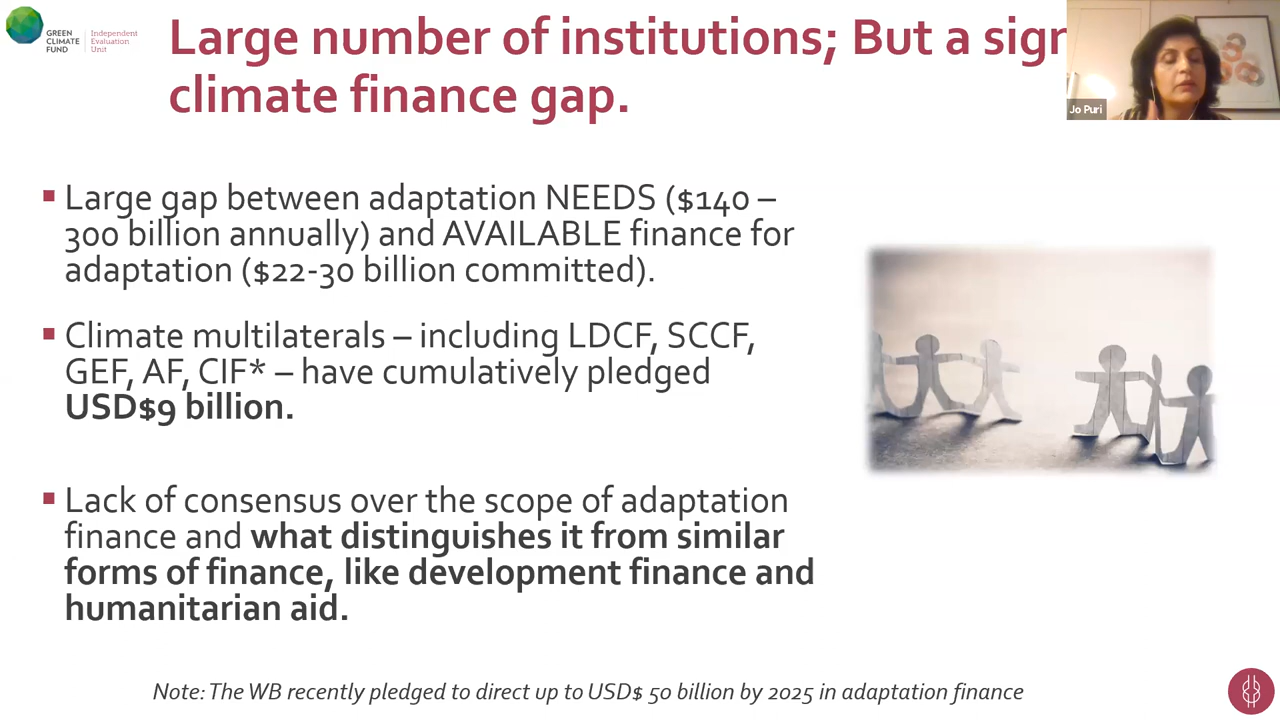 GREEN
CLIMATE
FUND
Independent
Evaluation
Unit
Large number of institutions; But a
climate finance gap.
Jo Puri
▪ Large gap between adaptation NEEDS ($140 –
300 billion annually) and AVAILABLE finance for
adaptation ($22-30 billion committed).
▪ Climate multilaterals – including LDCF, SCCF,
GEF, AF, CIF* – have cumulatively pledged
USD$9 billion.
▪ Lack of consensus over the scope of adaptation
finance and what distinguishes it from similar
forms of finance, like development finance and
humanitarian aid.
Note: The WB recently pledged to direct up to USD$ 50 billion by 2025 in adaptation finance